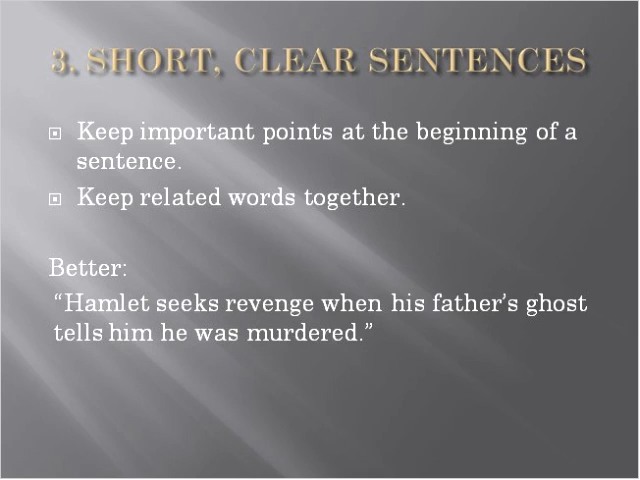 3. SHORT, CLEAR SENTENCES
Keep important points at the beginning of a
sentence.
Keep related words together.
Better:
“Hamlet seeks revenge when his father’s ghost
tells him he was murdered.”